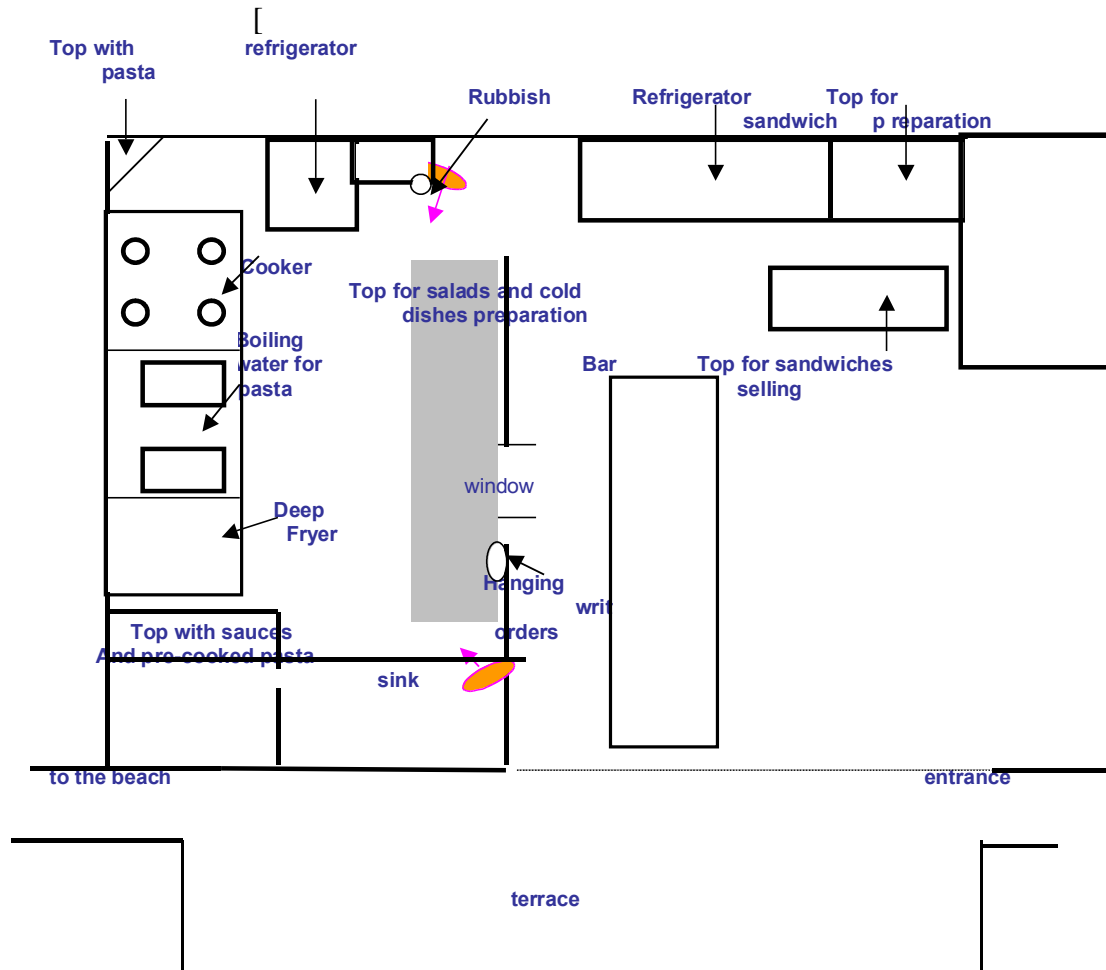 [
Top with
pasta
refrigerator
Rubbish
Refrigerator
sandwich
Top for
p reparation
Cooker
Top for salads and cold
dishes preparation
Boiling
water for
pasta
Bar
Top for sandwiches
selling
window
Deep
Fryer
Hanging
writ
orders
Top with sauces
And pre-cooked pasta
sink
to the beach
entrance
terrace